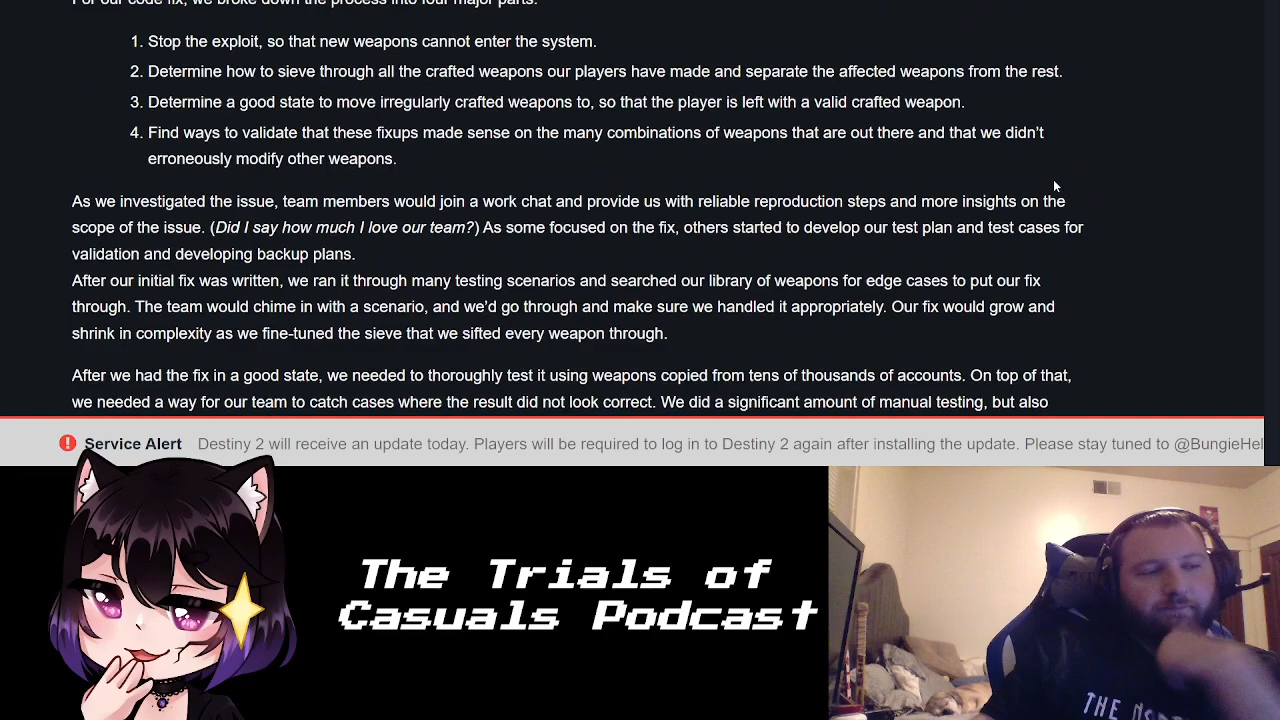 For our code fix, we broke down the process into four major parts:
1. Stop the exploit, so that new weapons cannot enter the system.
2. Determine how to sieve through all the crafted weapons our players have made and separate the affected weapons from the rest.
3. Determine a good state to move irregularly crafted weapons to, so that the player is left with a valid crafted weapon.
4. Find ways to validate that these fixups made sense on the many combinations of weapons that are out there and that we didn’t
erroneously modify other weapons.
As we investigated the issue, team members would join a work chat and provide us with reliable reproduction steps and more insights on the
scope of the issue. (Did I say how much I love our team?) As some focused on the fix, others started to develop our test plan and test cases for
validation and developing backup plans.
After our initial fix was written, we ran it through many testing scenarios and searched our library of weapons for edge cases to put our fix
through. The team would chime in with a scenario, and we’d go through and make sure we handled it appropriately. Our fix would grow and
shrink in complexity as we fine-tuned the sieve that we sifted every weapon through.
After we had the fix in a good state, we needed to thoroughly test it using weapons copied from tens of thousands of accounts. On top of that,
we needed a way for our team to catch cases where the result did not look correct. We did a significant amount of manual testing, but also
Service Alert Destiny 2 will receive an update today. Players will be required to log in to Destiny 2 again after installing the update. Please stay tuned to @BungieHel
The Trials of
Casuals Podcast
THE